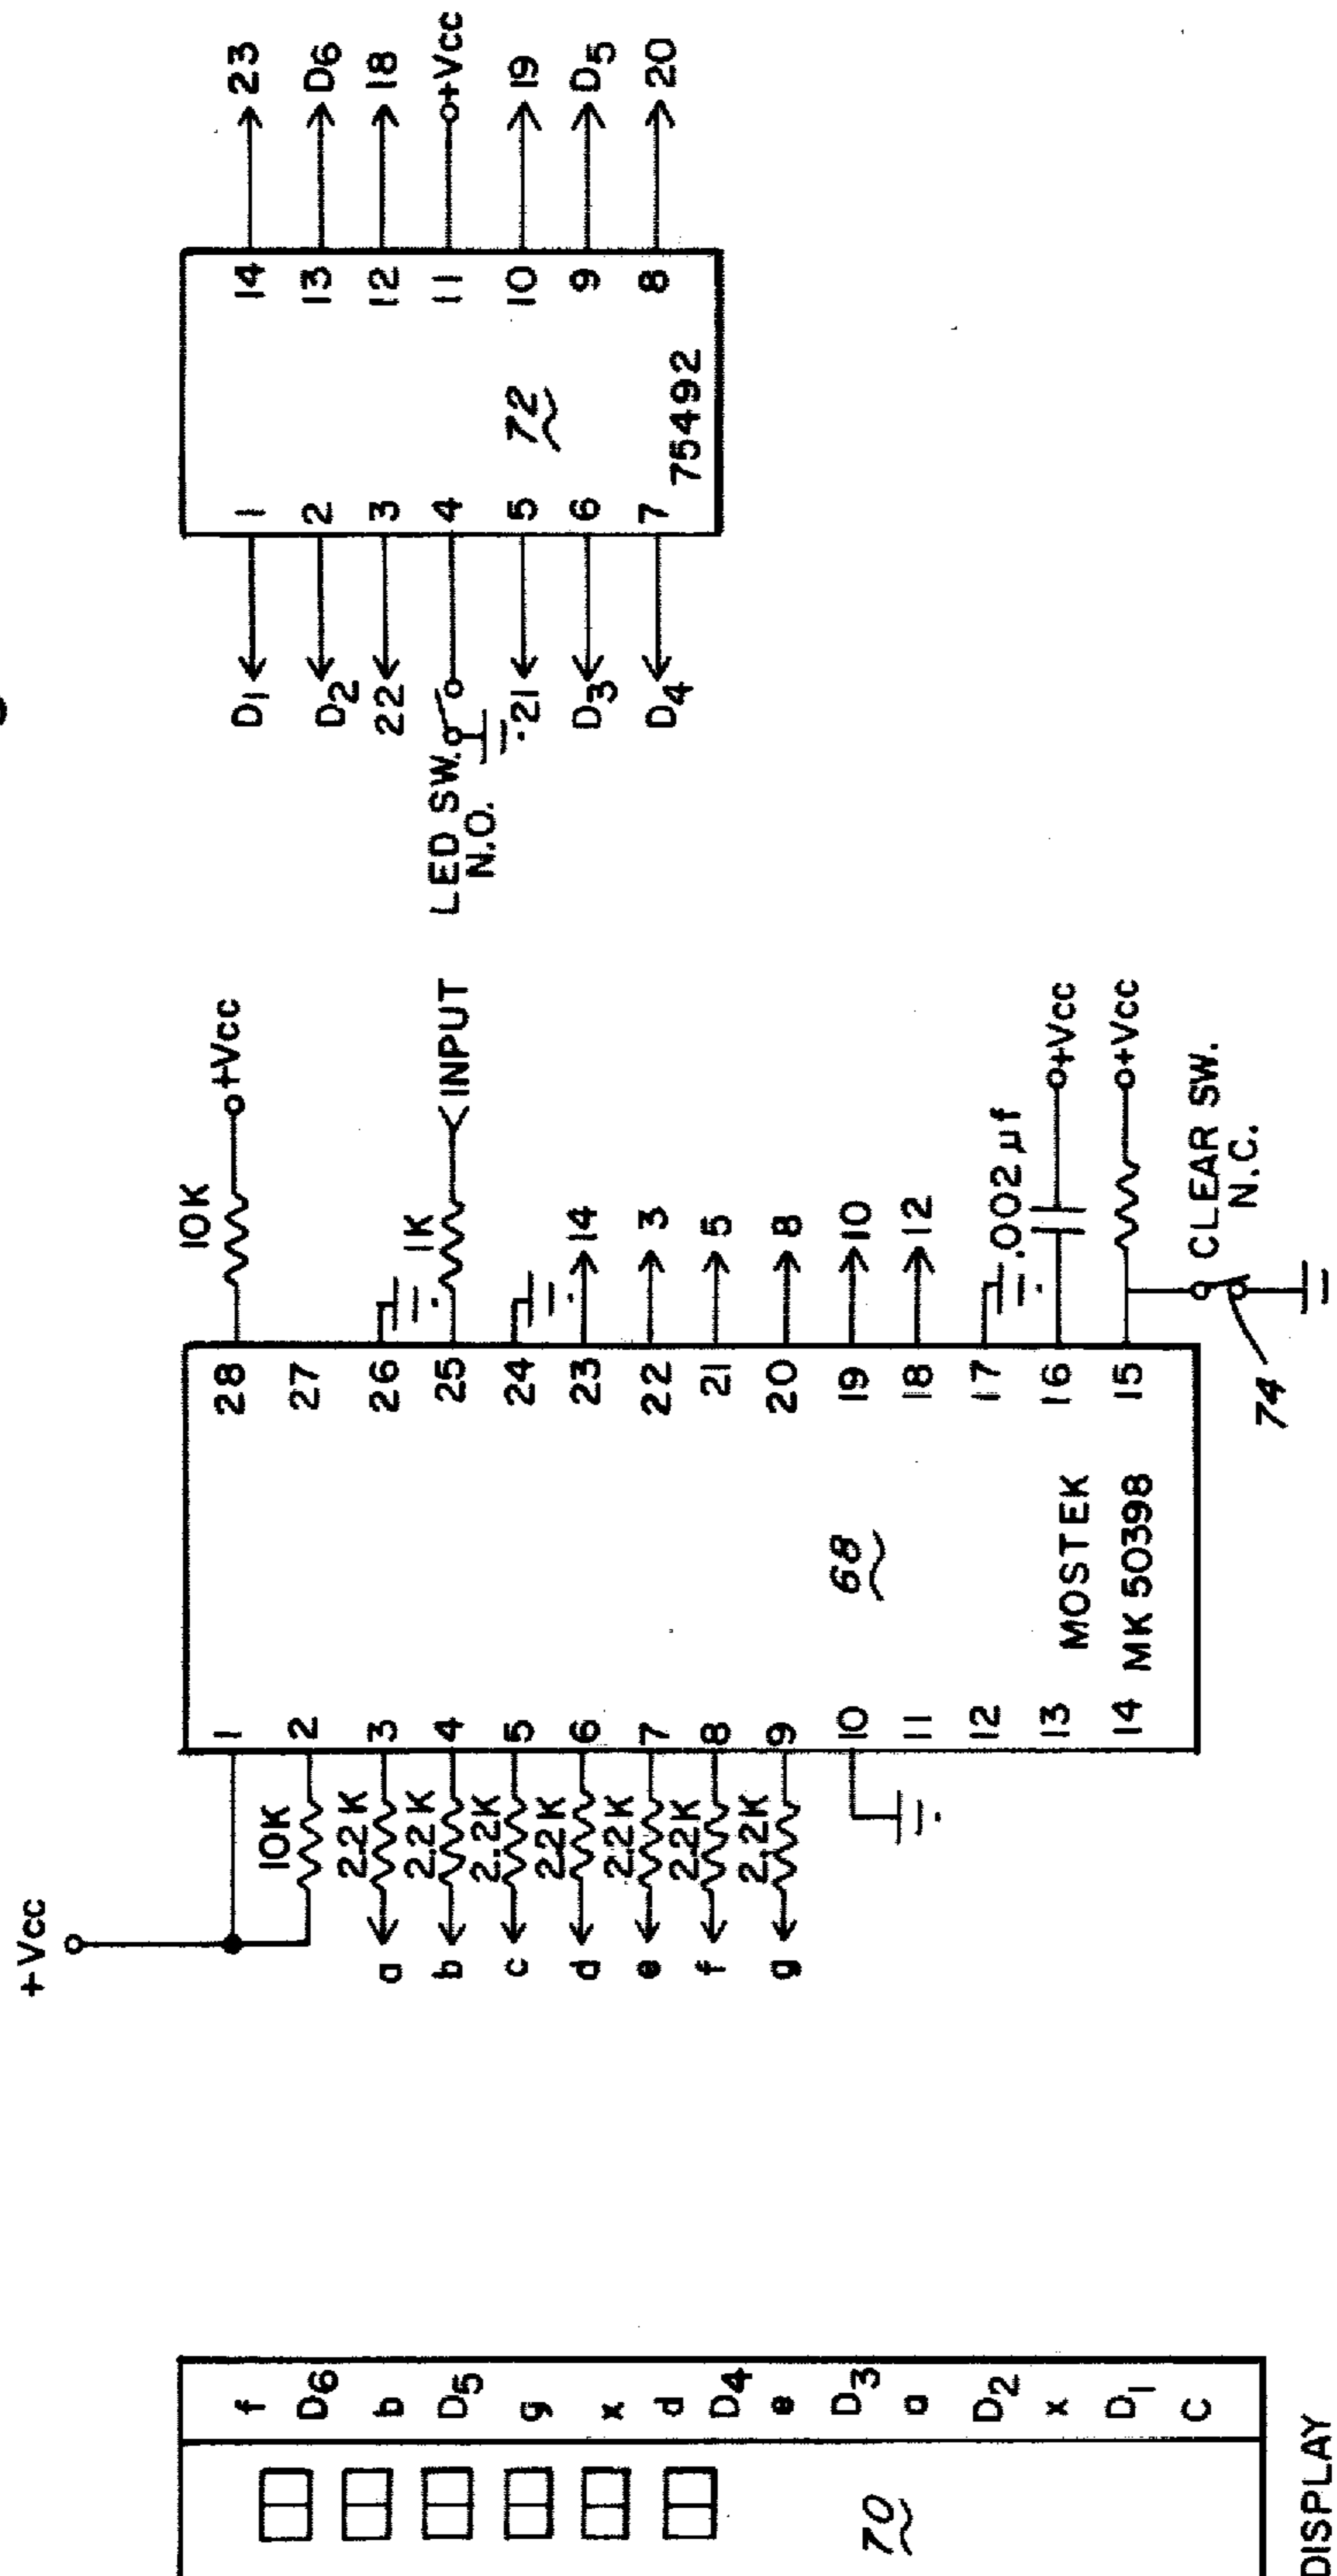 +Vcc
10K
2.2K
2.2K
2.2K
2.2K
2.2K
2.2K
2.2K
a
b
c
d
e
f
g
1
2
3
4
5
6
7
8
9
10
11
12
13
14
68
MOSTEK
MK 50398
28
27
26
25
24
23
22
21
20
19
18
17
16
15
10K
+Vcc
1K
INPUT
14
3
5
8
10
12
.002 µf
+Vcc
+Vcc
CLEAR SW.
N.C.
74
D1
D2
22
LED SW.
N.O.
21
D3
D4
1
2
3
4
5
6
7
72
75492
14
13
12
11
10
9
8
23
D6
18
+Vcc
19
D5
20
f
D6
b
D5
g
x
d
D4
e
D3
a
D2
x
D1
C
70
DISPLAY